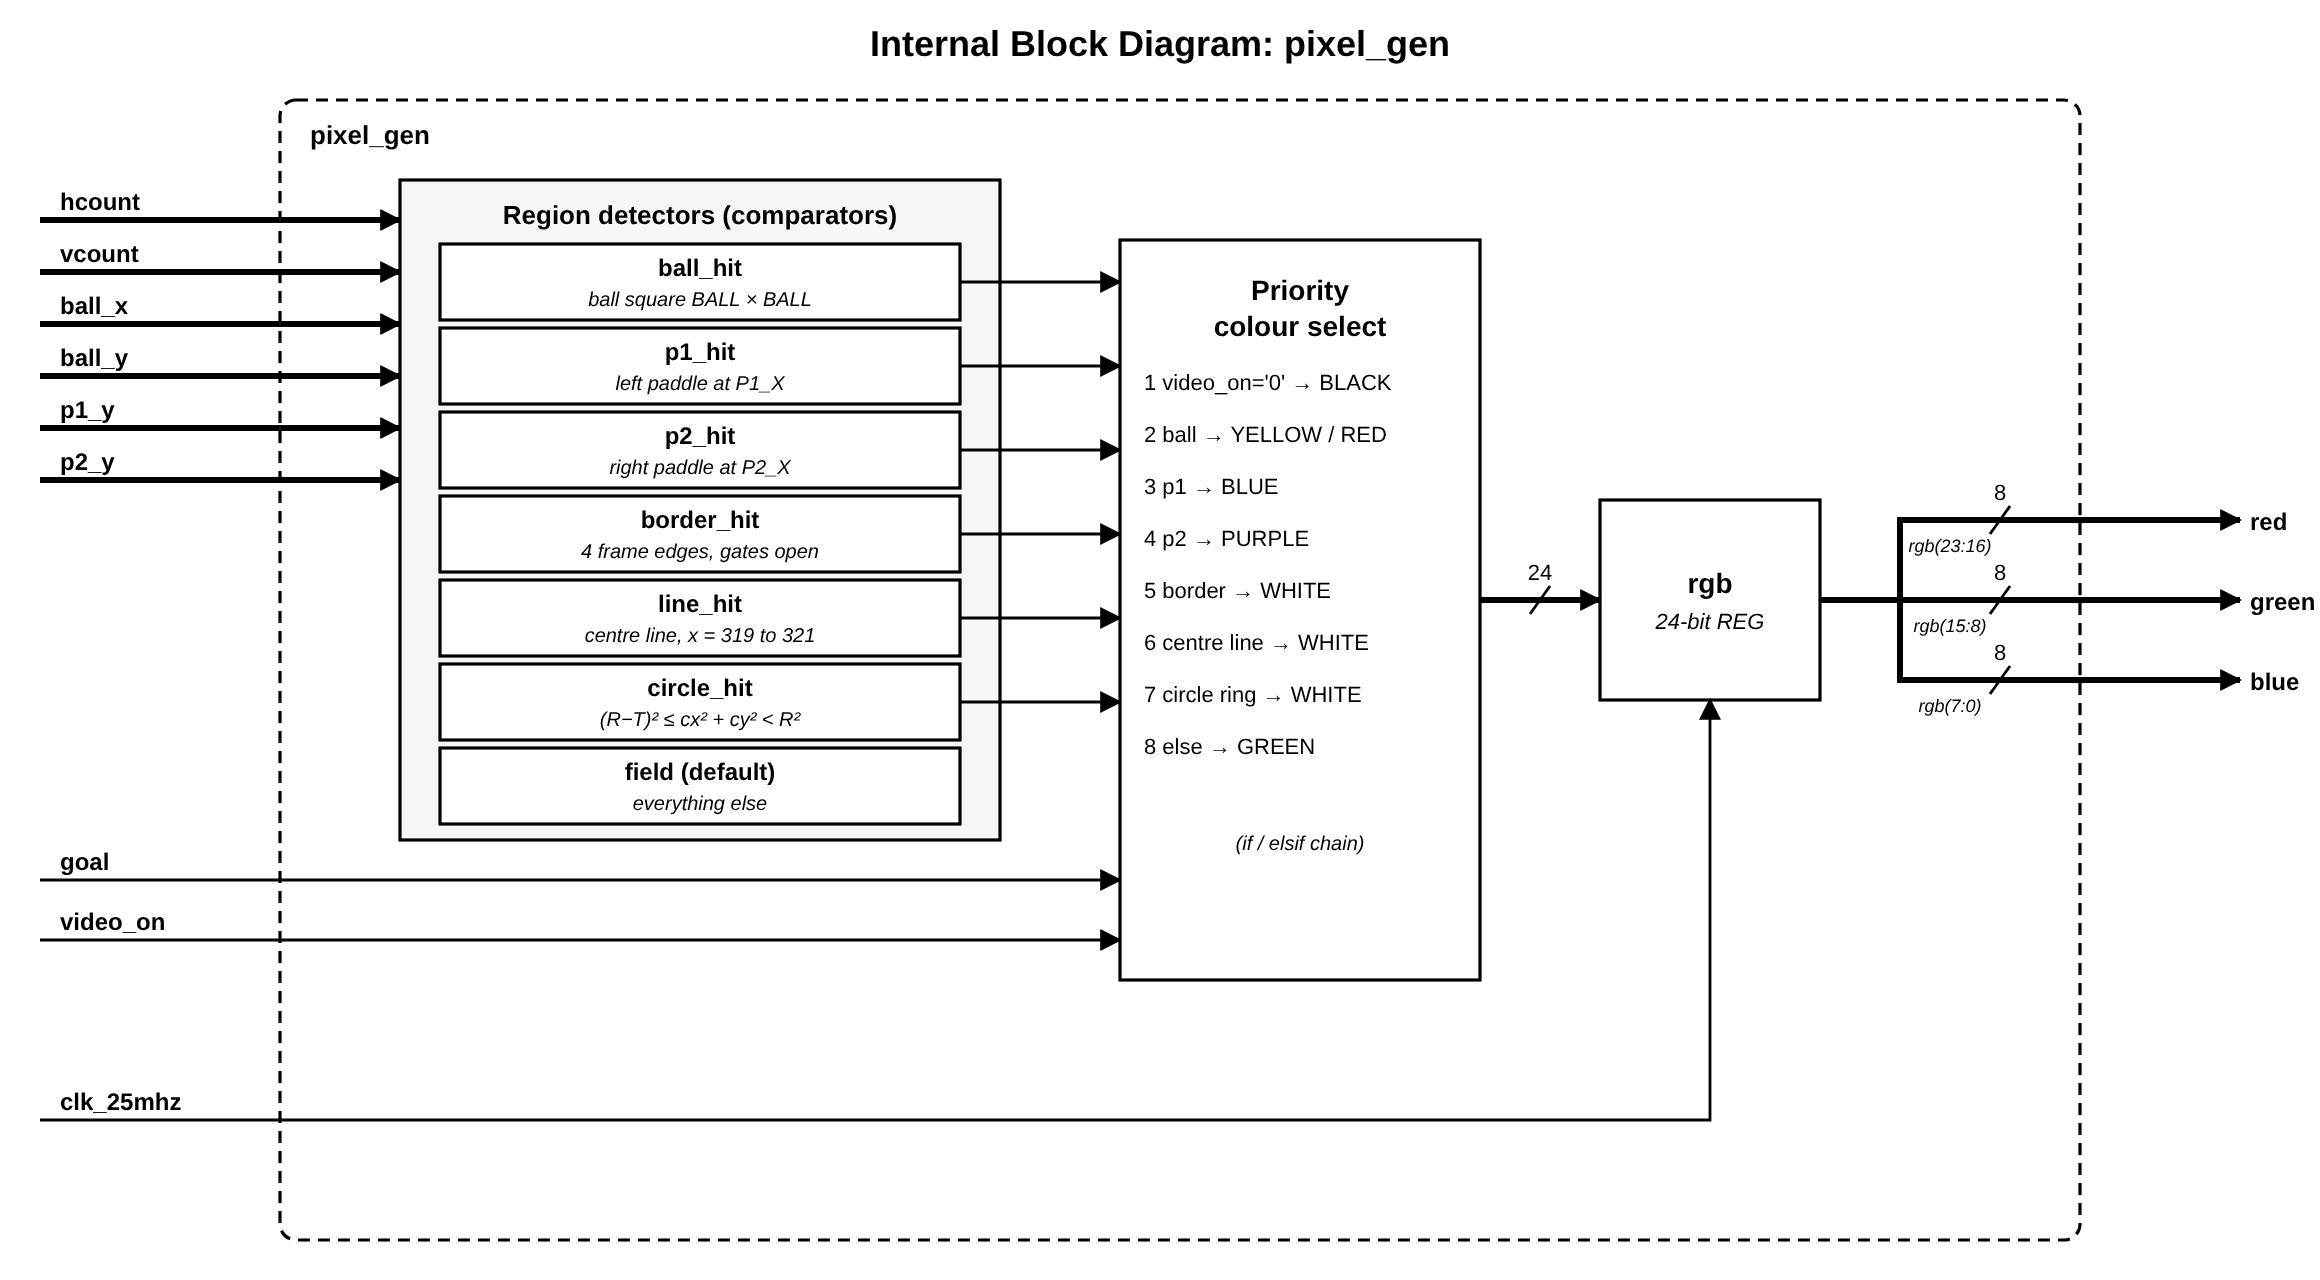 Internal Block Diagram: pixel_gen
pixel_gen
hcount
vcount
ball_x
ball_y
p1_y
p2_y
Region detectors (comparators)
ball_hit
ball square BALL × BALL
p1_hit
left paddle at P1_X
p2_hit
right paddle at P2_X
border_hit
4 frame edges, gates open
line_hit
centre line, x = 319 to 321
circle_hit
(R−T)² ≤ cx² + cy² < R²
field (default)
everything else
goal
video_on
clk_25mhz
Priority
colour select
1 video_on='0' → BLACK
2 ball → YELLOW / RED
3 p1 → BLUE
4 p2 → PURPLE
5 border → WHITE
6 centre line → WHITE
7 circle ring → WHITE
8 else → GREEN
(if / elsif chain)
24
rgb
24-bit REG
8
red
rgb(23:16)
8
green
rgb(15:8)
8
blue
rgb(7:0)